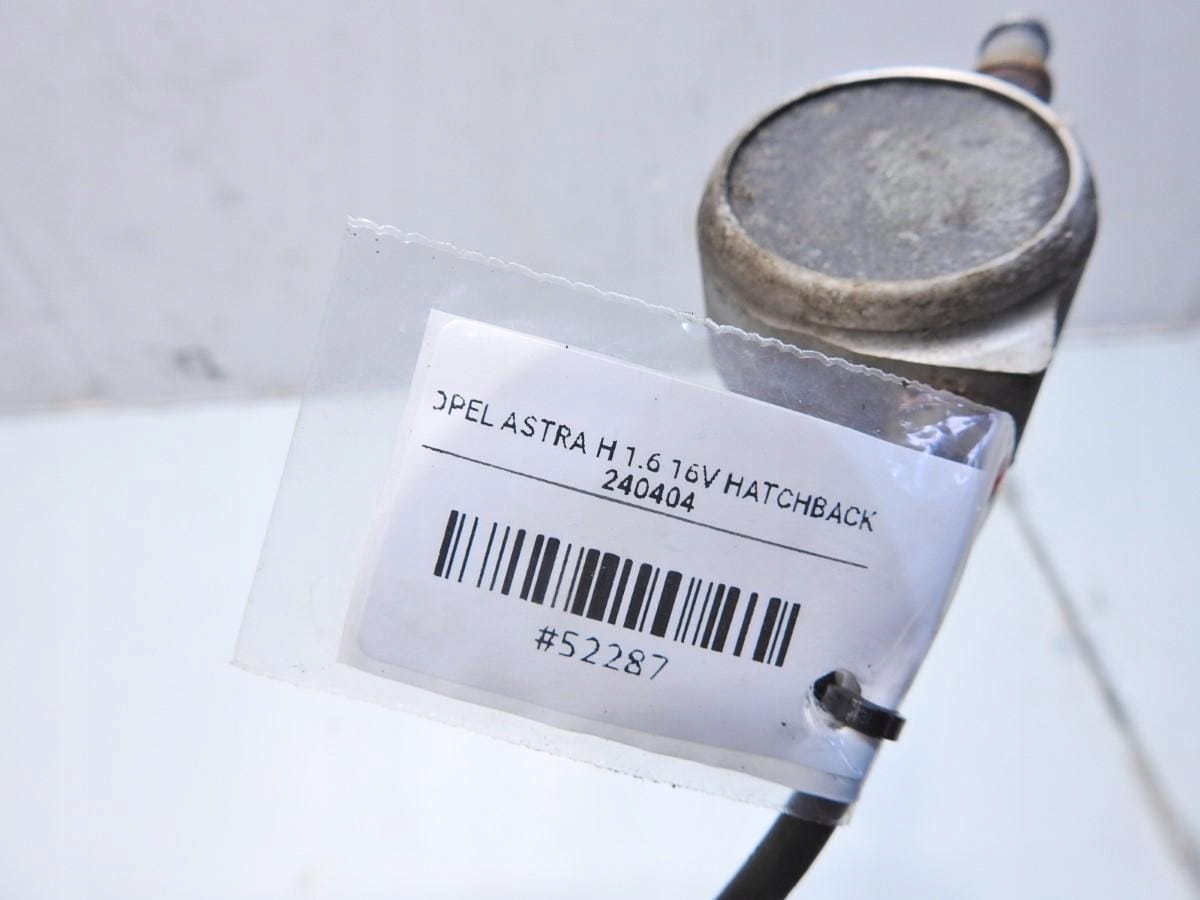 OPEL ASTRA H 1.6 16V HATCHBACK
240404
#52287